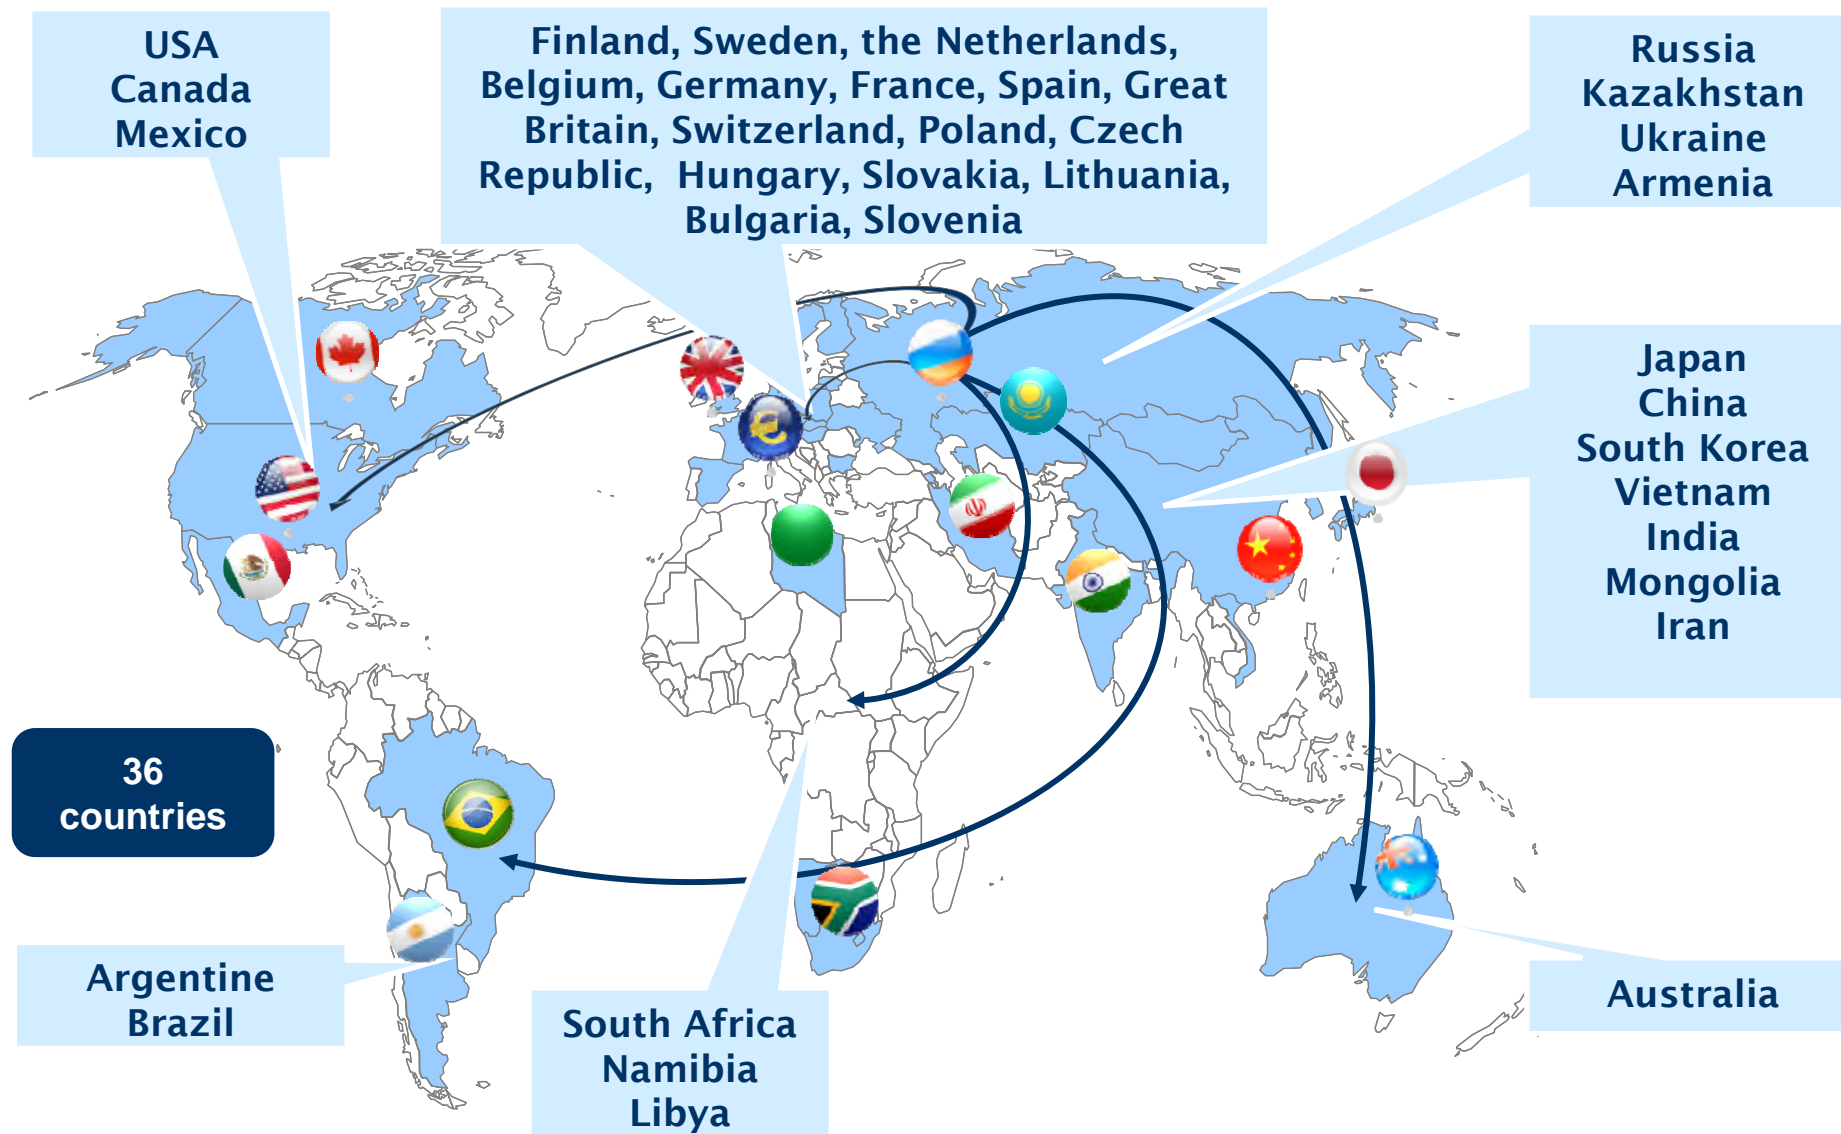 USA
Canada
Mexico
Finland, Sweden, the Netherlands,
Belgium, Germany, France, Spain, Great
Britain, Switzerland, Poland, Czech
Republic,  Hungary, Slovakia, Lithuania,
Bulgaria, Slovenia
Russia
Kazakhstan
Ukraine
Armenia
Japan
China
South Korea
Vietnam
India
Mongolia
Iran
36
countries
Argentine
Brazil
South Africa
Namibia
Libya
Australia